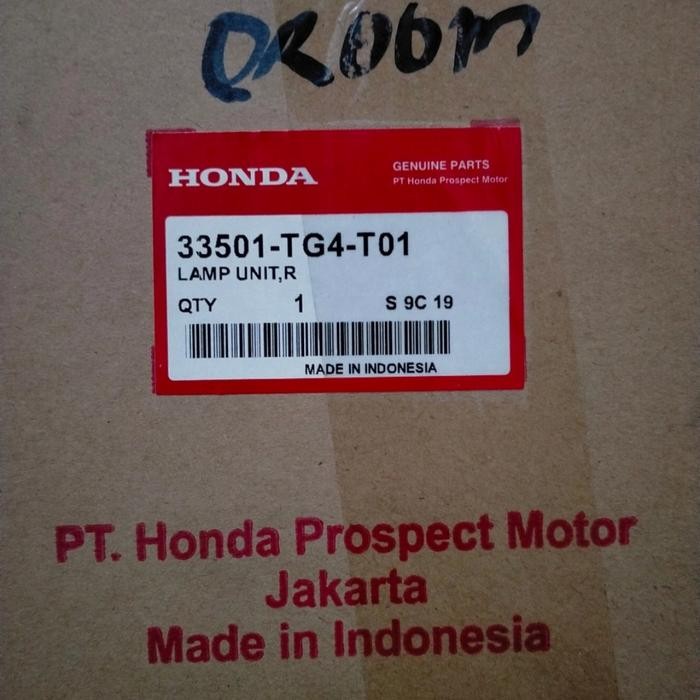 HONDA
GENUINE PARTS
PT Honda Prospect Motor
33501-TG4-T01
LAMP UNIT,R
QTY 1 S 9C 19
MADE IN INDONESIA
PT. Honda Prospect Motor
Jakarta
Made in Indonesia